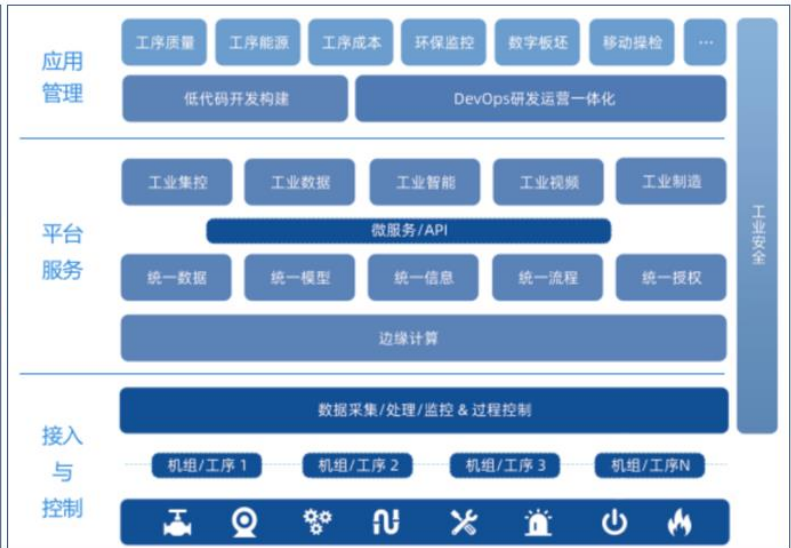 应用
管理
工序质量 工序能源 工序成本 环保监控 数字板坯 移动操检 ...
低代码开发构建 DevOps研发运营一体化
平台
服务
工业集控 工业数据 工业智能 工业视频 工业制造
微服务/API
统一数据 统一模型 统一信息 统一流程 统一授权
边缘计算
接入
与
控制
数据采集/处理/监控 & 过程控制
机组/工序 1 机组/工序 2 机组/工序 3 机组/工序N
工业安全